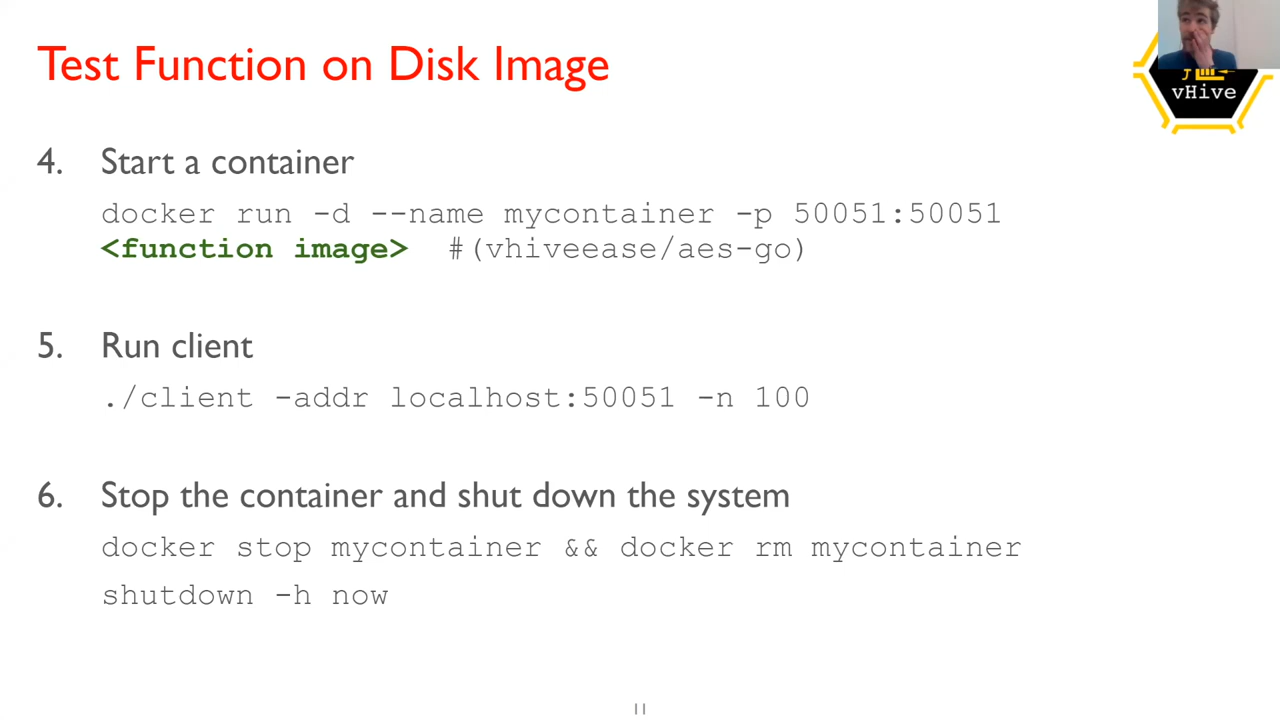 Test Function on Disk Image
vHive
4. Start a container
docker run -d --name mycontainer -p 50051:50051
<function image> #(vhiveease/aes-go)
5. Run client
./client -addr localhost:50051 -n 100
6. Stop the container and shut down the system
docker stop mycontainer && docker rm mycontainer
shutdown -h now
11